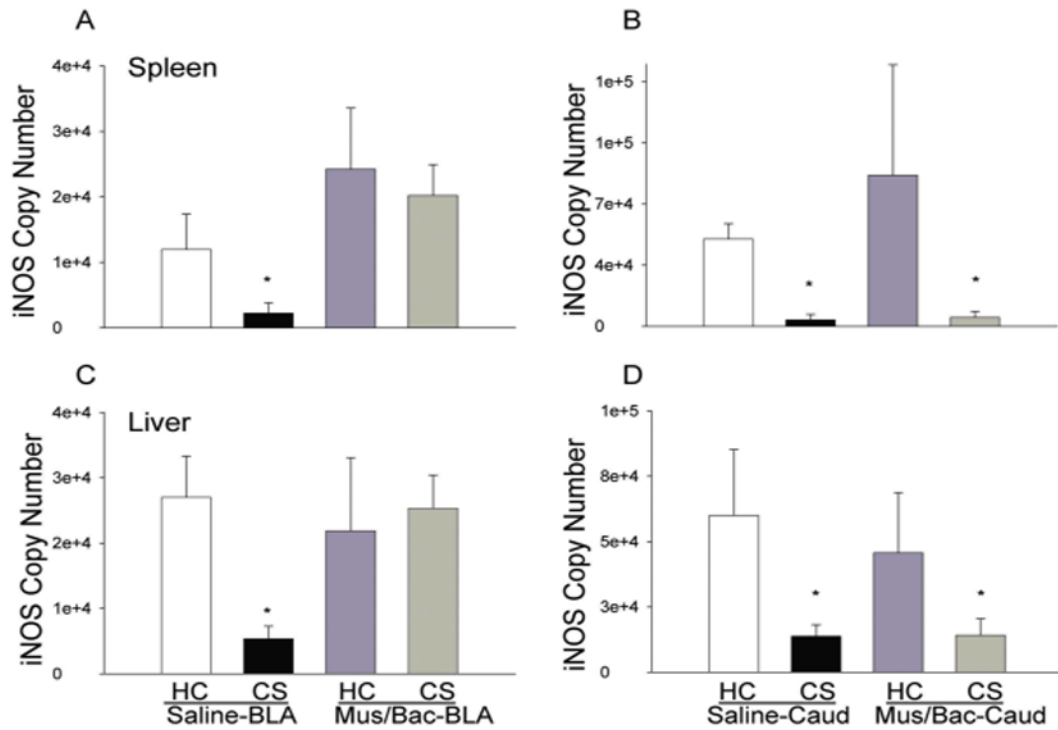 A
Spleen
iNOS Copy Number
4e+4
3e+4
2e+4
1e+4
0
*
B
iNOS Copy Number
1e+5
1e+5
7e+4
4e+4
0
*
*
C
Liver
iNOS Copy Number
4e+4
3e+4
2e+4
1e+4
0
*
HC CS HC CS
Saline-BLA Mus/Bac-BLA
D
iNOS Copy Number
1e+5
8e+4
5e+4
3e+4
0
*
*
HC CS HC CS
Saline-Caud Mus/Bac-Caud